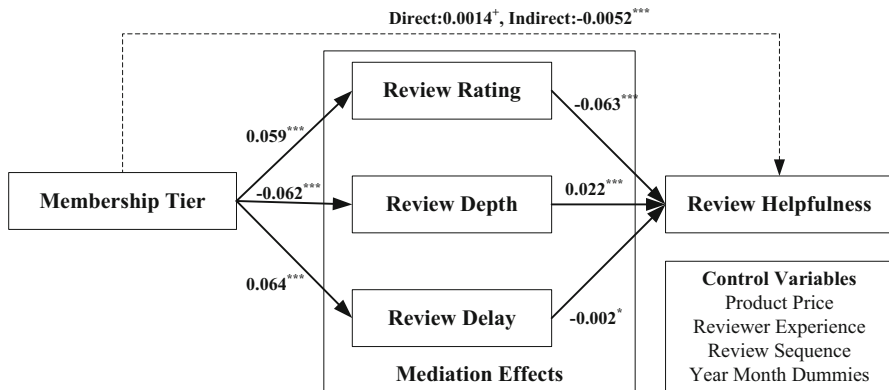 Direct:0.0014+, Indirect:-0.0052***
Review Rating
-0.063***
0.059***
Membership Tier
-0.062***
Review Depth
0.022***
Review Helpfulness
0.064***
Review Delay
-0.002*
Mediation Effects
Control Variables
Product Price
Reviewer Experience
Review Sequence
Year Month Dummies